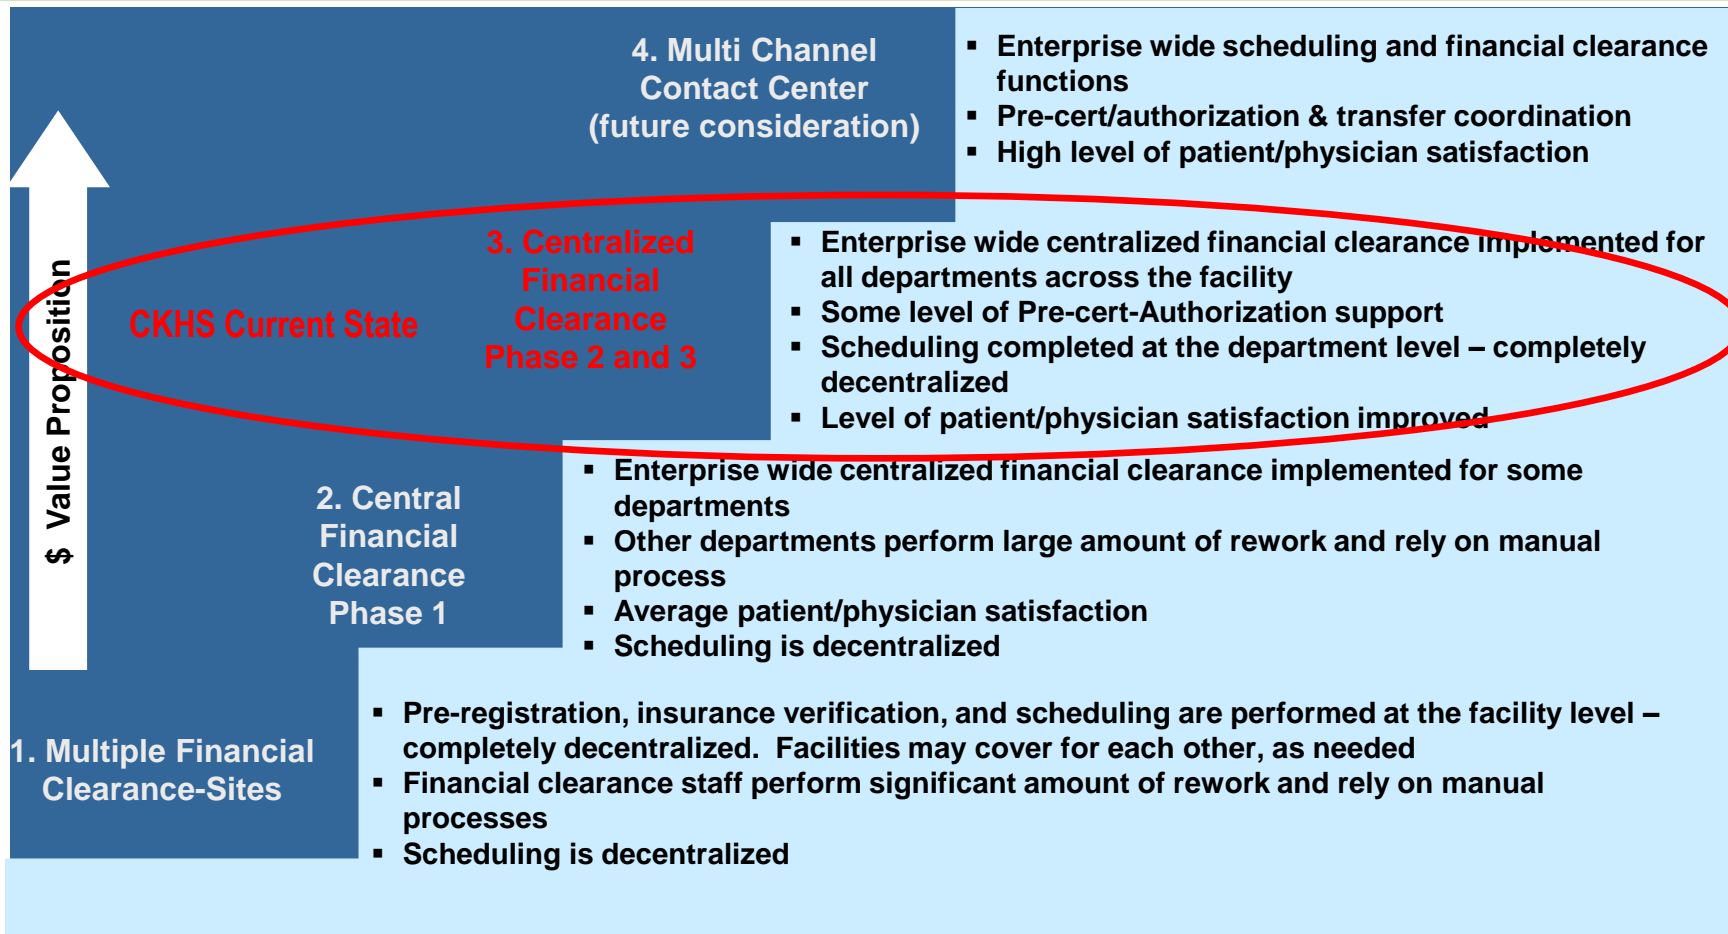 4. Multi Channel
Contact Center
(future consideration)
▪ Enterprise wide scheduling and financial clearance
functions
▪ Pre-cert/authorization & transfer coordination
▪ High level of patient/physician satisfaction
$ Value Proposition
CKHS Current State
3. Centralized
Financial
Clearance
Phase 2 and 3
▪ Enterprise wide centralized financial clearance implemented for
all departments across the facility
▪ Some level of Pre-cert-Authorization support
▪ Scheduling completed at the department level – completely
decentralized
▪ Level of patient/physician satisfaction improved
2. Central
Financial
Clearance
Phase 1
▪ Enterprise wide centralized financial clearance implemented for some
departments
▪ Other departments perform large amount of rework and rely on manual
process
▪ Average patient/physician satisfaction
▪ Scheduling is decentralized
1. Multiple Financial
Clearance-Sites
▪ Pre-registration, insurance verification, and scheduling are performed at the facility level –
completely decentralized.  Facilities may cover for each other, as needed
▪ Financial clearance staff perform significant amount of rework and rely on manual
processes
▪ Scheduling is decentralized